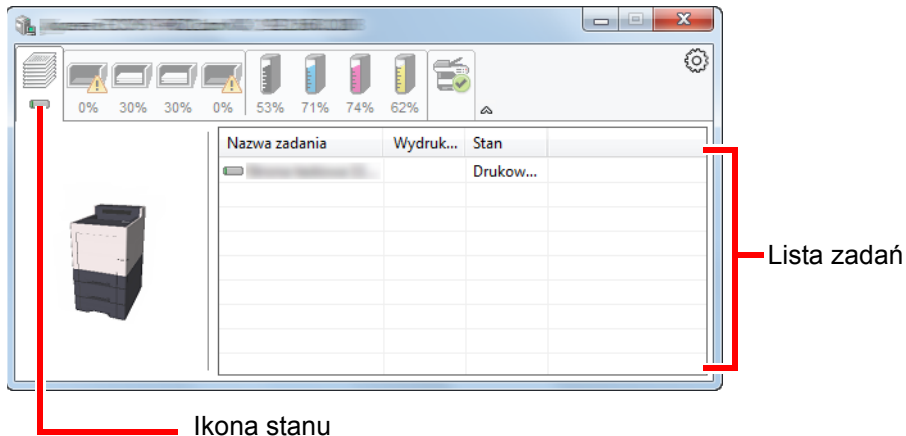 0% 30% 30% 0% 53% 71% 74% 62%
Nazwa zadania Wydruk... Stan
Drukow...
Lista zadań
Ikona stanu